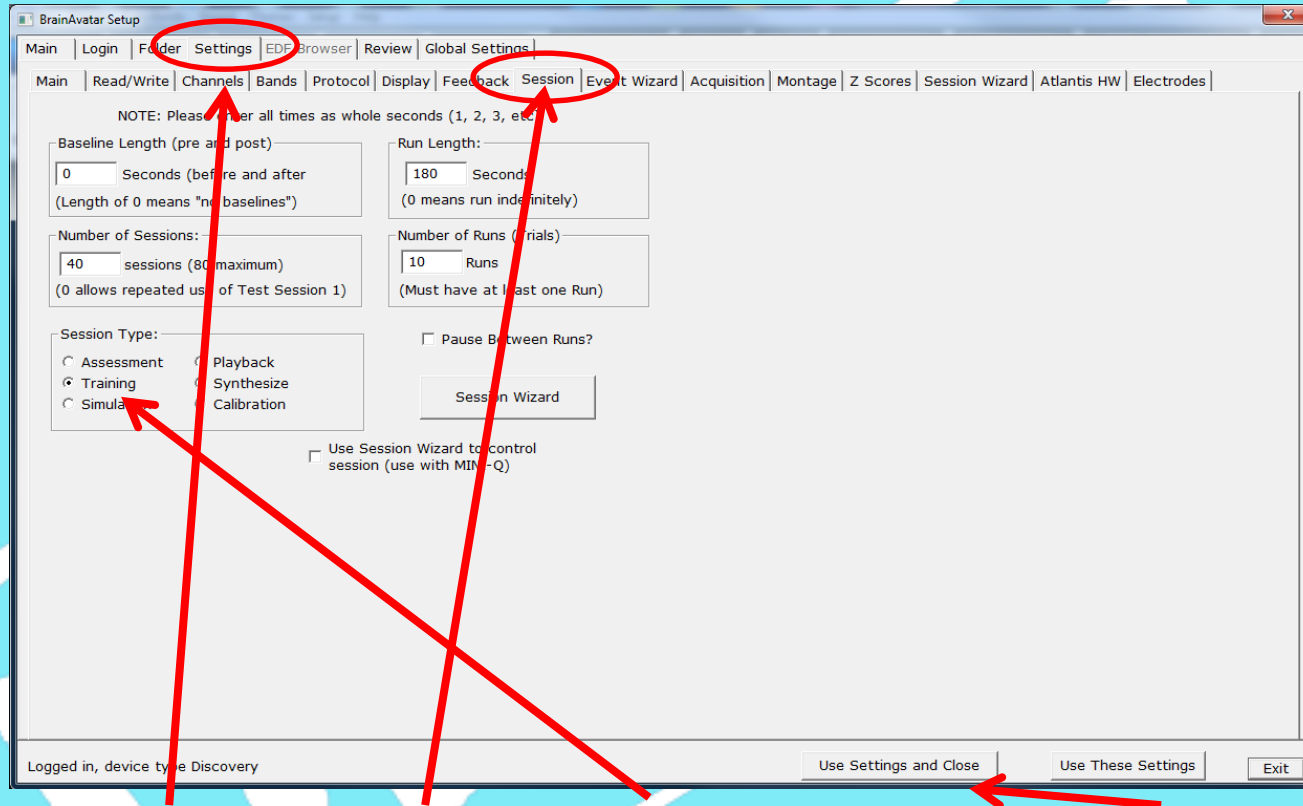 BrainAvatar Setup
Main Login Folder Settings EDF Browser Review Global Settings
Main Read/Write Channels Bands Protocol Display Feedback Session Event Wizard Acquisition Montage Z Scores Session Wizard Atlantis HW Electrodes
NOTE: Please enter all times as whole seconds (1, 2, 3, etc
Baseline Length (pre and post)
0 Seconds (before and after
(Length of 0 means "no baselines")
Run Length:
180 Seconds
(0 means run indefinitely)
Number of Sessions:
40 sessions (80 maximum)
(0 allows repeated use of Test Session 1)
Number of Runs (Trials)
10 Runs
(Must have at least one Run)
Session Type:
Assessment Playback
Training Synthesize
Simulation Calibration
Pause Between Runs?
Session Wizard
Use Session Wizard to control
session (use with MINI-Q)
Logged in, device type Discovery
Use Settings and Close
Use These Settings
Exit